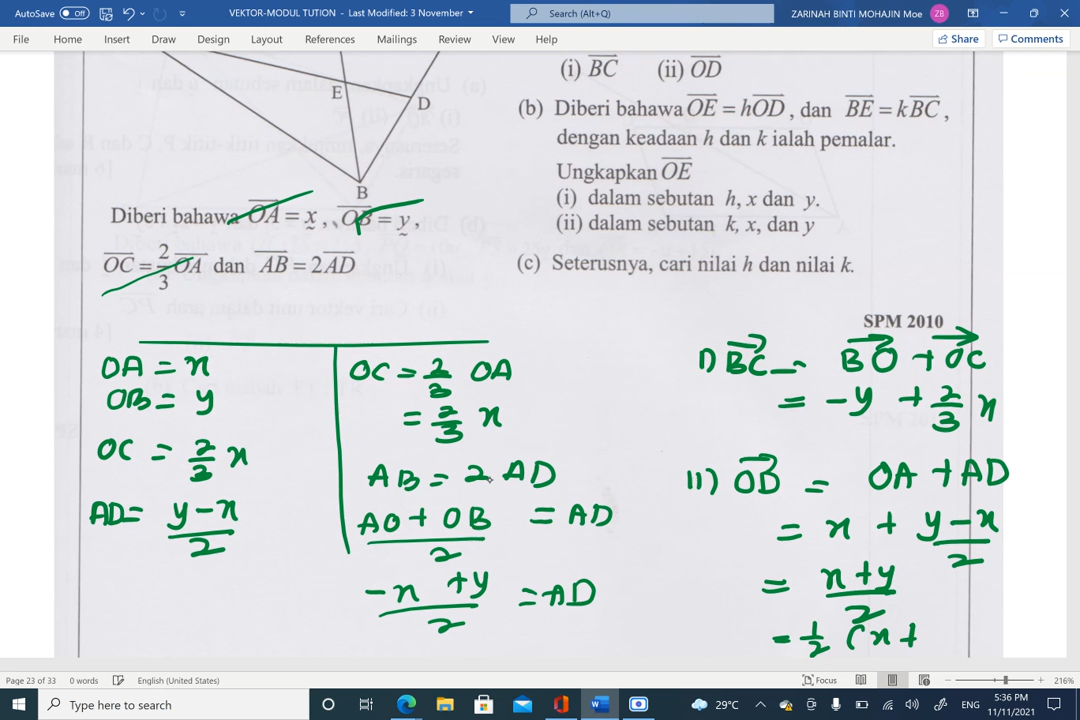 AutoSave Off VEKTOR-MODUL TUTION - Last Modified: 3 November Search (Alt+Q) ZARINAH BINTI MOHAJIN Moe ZB
File Home Insert Draw Design Layout References Mailings Review View Help Share Comments
(i) BC (ii) OD
E
D
B
(b) Diberi bahawa OE = hOD, dan BE = kBC,
dengan keadaan h dan k ialah pemalar.
Ungkapkan OE
(i) dalam sebutan h, x dan y.
(ii) dalam sebutan k, x, dan y
(c) Seterusnya, cari nilai h dan nilai k.
SPM 2010
Diberi bahawa OA = x, OB = y,
OC = 2/3 OA dan AB = 2AD
OA = x
OB = y
OC = 2/3 x
AD = y-x/2
OC = 2/3 OA
= 2/3 x
AB = 2 AD
AO + OB/2 = AD
-x + y/2 = AD
1) BC = BO + OC
= -y + 2/3 x
11) OB = OA + AD
= x + y-x/2
= x+y/2
= 1/2 (x +
Page 23 of 33 0 words English (United States) Focus 216%
Type here to search 29°C ENG 5:36 PM
11/11/2021